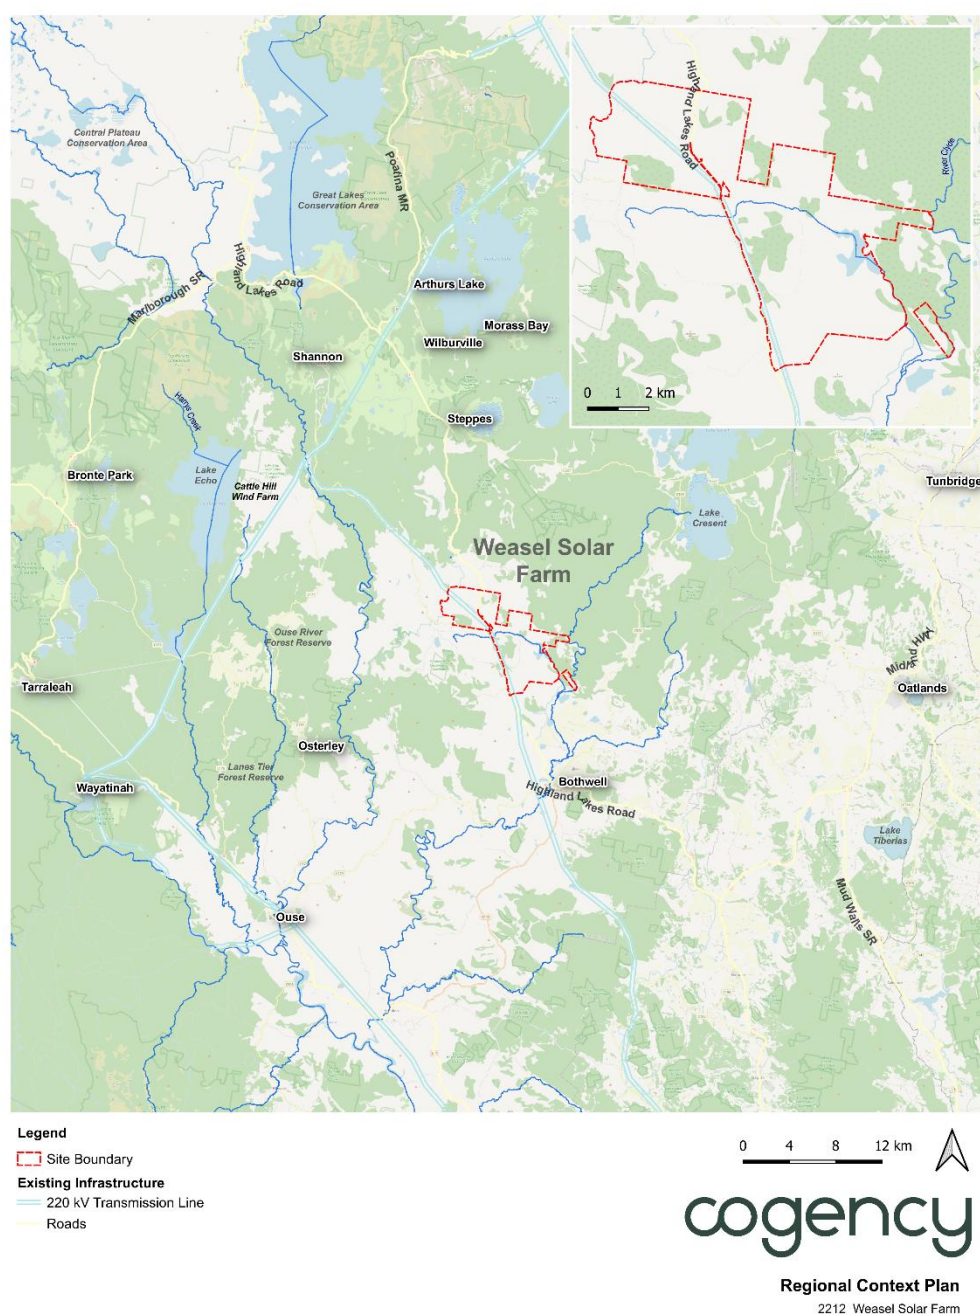 Central Plateau
Conservation Area
Great Lakes
Conservation Area
Poatina MR
Highland Lakes Road
Marlborough SR
Arthurs Lake
Morass Bay
Wilburville
Shannon
Steppes
Harrys Creek
Bronte Park
Lake
Echo
Cattle Hill
Wind Farm
Highland Lakes Road
River Clyde
0 1 2 km
Tunbridge
Lake
Cresent
Weasel Solar
Farm
Ouse River
Forest Reserve
Midland HWY
Oatlands
Tarraleah
Osterley
Lanes Tier
Forest Reserve
Wayatinah
Bothwell
Highland Lakes Road
Lake
Tiberias
Mud Walls SR
Ouse
Legend
Site Boundary
Existing Infrastructure
220 kV Transmission Line
Roads
0 4 8 12 km
cogency
Regional Context Plan
2212 Weasel Solar Farm